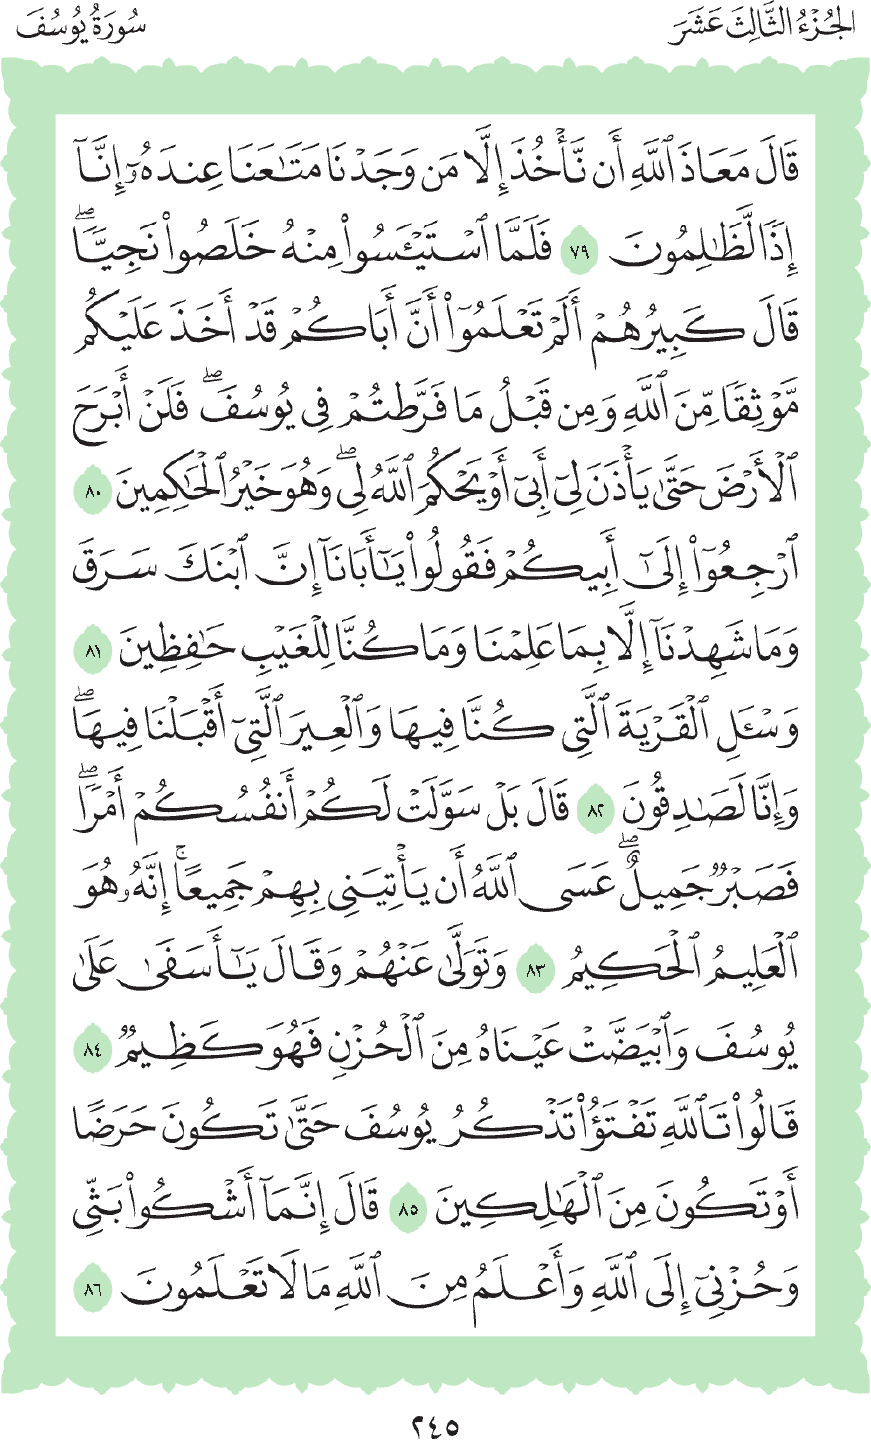 الجُزْءُ الثَّالِثَ عَشَرَ
سُورَةُ يُوسُفَ
قَالَ مَعَاذَ ٱللَّهِ أَن نَّأۡخُذَ إِلَّا مَن وَجَدۡنَا مَتَٰعَنَا عِندَهُۥٓ إِنَّآ
إِذٗا لَّظَٰلِمُونَ ٧٩ فَلَمَّا ٱسۡتَيۡـَٔسُواْ مِنۡهُ خَلَصُواْ نَجِيّٗاۖ
قَالَ كَبِيرُهُمۡ أَلَمۡ تَعۡلَمُوٓاْ أَنَّ أَبَاكُمۡ قَدۡ أَخَذَ عَلَيۡكُم
مَّوۡثِقٗا مِّنَ ٱللَّهِ وَمِن قَبۡلُ مَا فَرَّطتُمۡ فِي يُوسُفَۖ فَلَنۡ أَبۡرَحَ
ٱلۡأَرۡضَ حَتَّىٰ يَأۡذَنَ لِيٓ أَبِيٓ أَوۡ يَحۡكُمَ ٱللَّهُ لِيۖ وَهُوَ خَيۡرُ ٱلۡحَٰكِمِينَ ٨٠
ٱرۡجِعُوٓاْ إِلَىٰٓ أَبِيكُمۡ فَقُولُواْ يَٰٓأَبَانَآ إِنَّ ٱبۡنَكَ سَرَقَ
وَمَا شَهِدۡنَآ إِلَّا بِمَا عَلِمۡنَا وَمَا كُنَّا لِلۡغَيۡبِ حَٰفِظِينَ ٨١
وَسۡـَٔلِ ٱلۡقَرۡيَةَ ٱلَّتِي كُنَّا فِيهَا وَٱلۡعِيرَ ٱلَّتِيٓ أَقۡبَلۡنَا فِيهَاۖ
وَإِنَّا لَصَٰدِقُونَ ٨٢ قَالَ بَلۡ سَوَّلَتۡ لَكُمۡ أَنفُسُكُمۡ أَمۡرٗاۖ
فَصَبۡرٞ جَمِيلٌۖ عَسَى ٱللَّهُ أَن يَأۡتِيَنِي بِهِمۡ جَمِيعًاۚ إِنَّهُۥ هُوَ
ٱلۡعَلِيمُ ٱلۡحَكِيمُ ٨٣ وَتَوَلَّىٰ عَنۡهُمۡ وَقَالَ يَٰٓأَسَفَىٰ عَلَىٰ
يُوسُفَ وَٱبۡيَضَّتۡ عَيۡنَاهُ مِنَ ٱلۡحُزۡنِ فَهُوَ كَظِيمٞ ٨٤
قَالُواْ تَٱللَّهِ تَفۡتَؤُاْ تَذۡكُرُ يُوسُفَ حَتَّىٰ تَكُونَ حَرَضًا
أَوۡ تَكُونَ مِنَ ٱلۡهَٰلِكِينَ ٨٥ قَالَ إِنَّمَآ أَشۡكُواْ بَثِّي
وَحُزۡنِيٓ إِلَى ٱللَّهِ وَأَعۡلَمُ مِنَ ٱللَّهِ مَا لَا تَعۡلَمُونَ ٨٦
٢٤٥